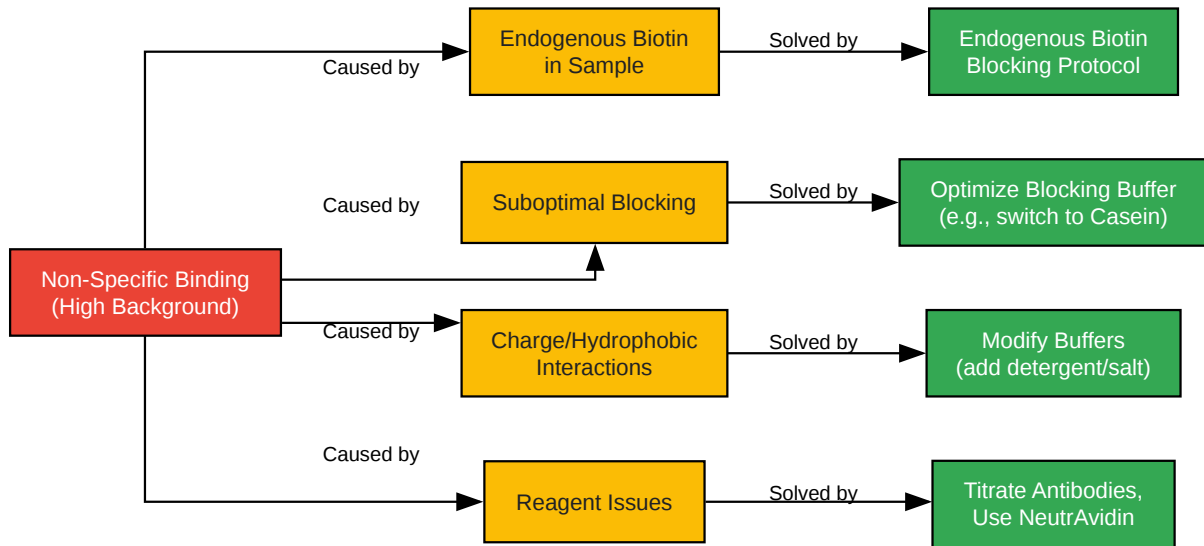 Endogenous Biotin
in Sample
Caused by
Solved by
Endogenous Biotin
Blocking Protocol
Caused by
Suboptimal Blocking
Solved by
Optimize Blocking Buffer
(e.g., switch to Casein)
Non-Specific Binding
(High Background)
Caused by
Charge/Hydrophobic
Interactions
Solved by
Modify Buffers
(add detergent/salt)
Caused by
Reagent Issues
Solved by
Titrate Antibodies,
Use NeutrAvidin